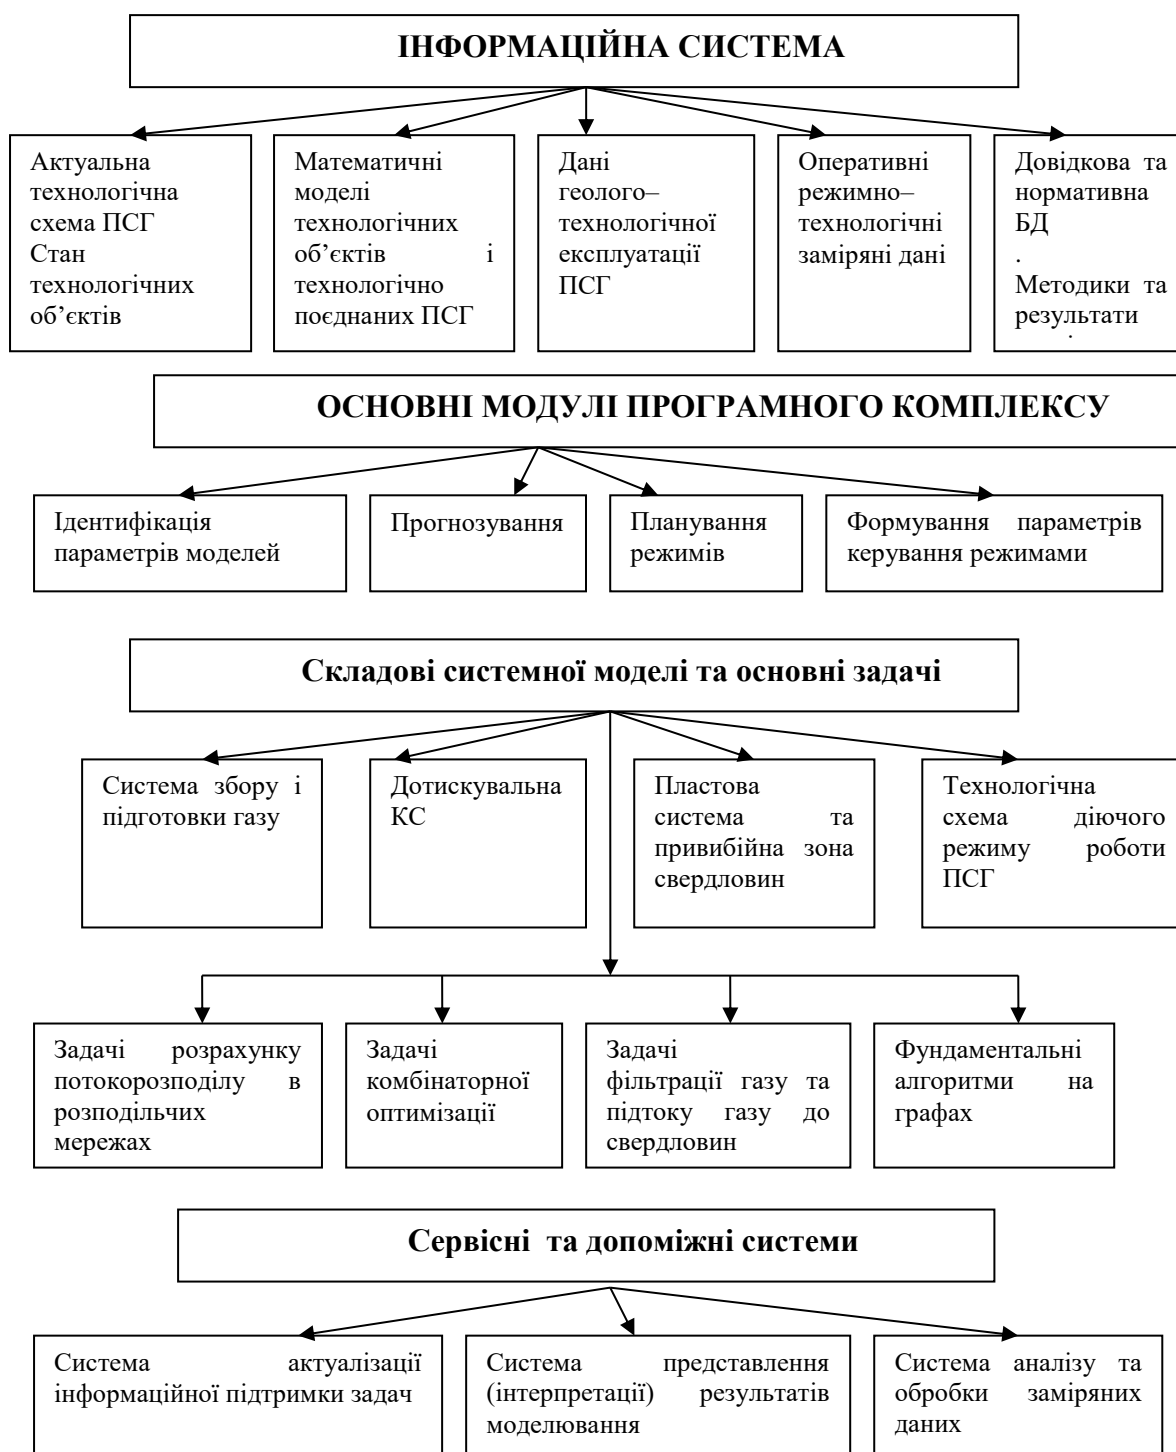 ІНФОРМАЦІЙНА СИСТЕМА
Актуальна
технологічна
схема ПСГ
Стан
технологічних
об’єктів
Математичні
моделі
технологічних
об’єктів і
технологічно
поєднаних ПСГ
Дані
геолого–
технологічної
експлуатації
ПСГ
Оперативні
режимно–
технологічні
заміряні дані
Довідкова та
нормативна
БД
.
Методики та
результати
ОСНОВНІ МОДУЛІ ПРОГРАМНОГО КОМПЛЕКСУ
Ідентифікація
параметрів моделей
Прогнозування
Планування
режимів
Формування параметрів
керування режимами
Складові системної моделі та основні задачі
Система збору і
підготовки газу
Дотискувальна
КС
Пластова
система та
привибійна зона
свердловин
Технологічна
схема діючого
режиму роботи
ПСГ
Задачі розрахунку
потокорозподілу в
розподільчих
мережах
Задачі
комбінаторної
оптимізації
Задачі
фільтрації газу та
підтоку газу до
свердловин
Фундаментальні
алгоритми на
графах
Сервісні та допоміжні системи
Система актуалізації
інформаційної підтримки задач
Система представлення
(інтерпретації) результатів
моделювання
Система аналізу та
обробки заміряних
даних